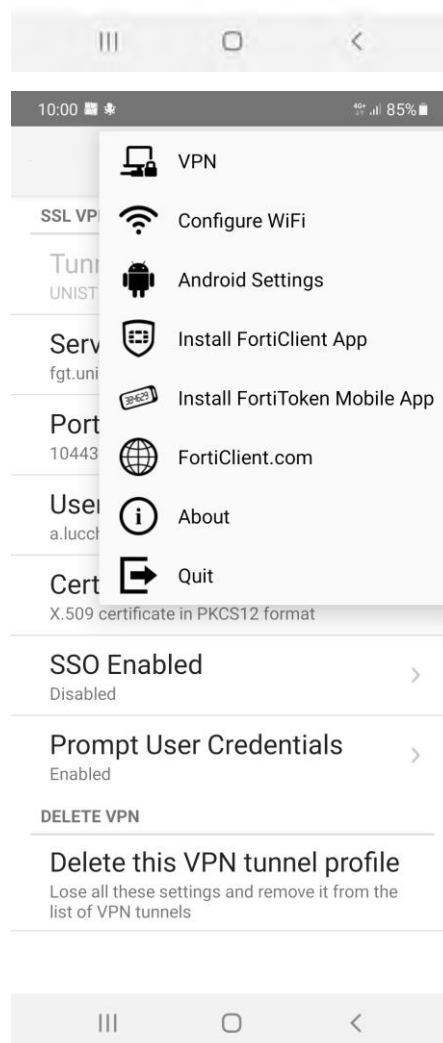 10:00 4G+ 85%
VPN
SSL VP
Configure WiFi
Tunn
UNIST
Android Settings
Serv
fgt.uni
Install FortiClient App
Port
10443
Install FortiToken Mobile App
FortiClient.com
User
a.lucch
About
Cert
Quit
X.509 certificate in PKCS12 format
SSO Enabled
Disabled
Prompt User Credentials
Enabled
DELETE VPN
Delete this VPN tunnel profile
Lose all these settings and remove it from the
list of VPN tunnels